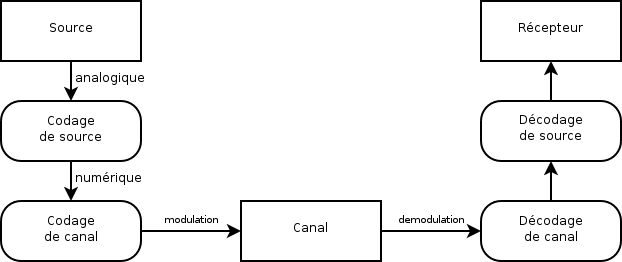 Source
analogique
Codage
de source
numérique
Codage
de canal
modulation
Canal
demodulation
Décodage
de canal
Décodage
de source
Récepteur